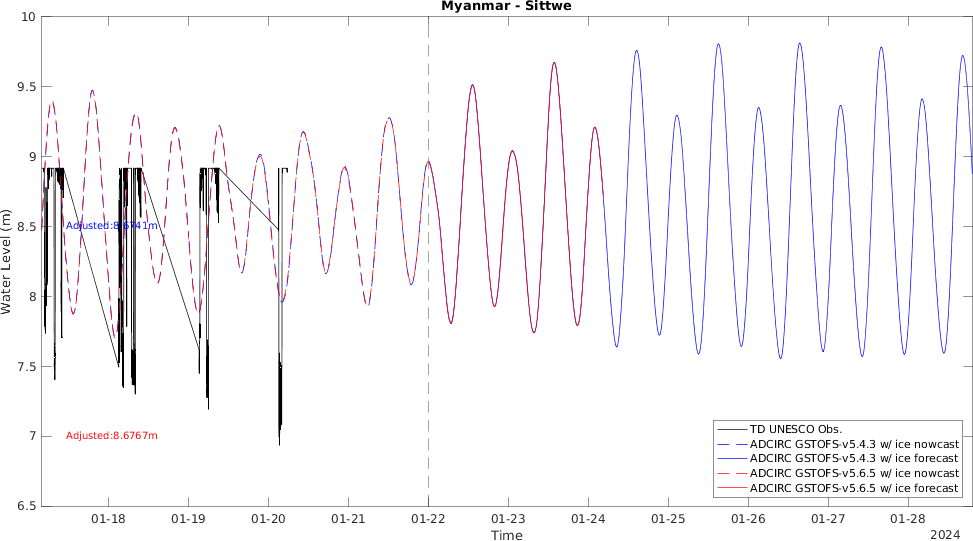 Myanmar - Sittwe
10
9.5
9
8.5
8
7.5
7
6.5
Water Level (m)
Adjusted:8.6741m
Adjusted:8.6767m
TD UNESCO Obs.
ADCIRC GSTOFS-v5.4.3 w/ ice nowcast
ADCIRC GSTOFS-v5.4.3 w/ ice forecast
ADCIRC GSTOFS-v5.6.5 w/ ice nowcast
ADCIRC GSTOFS-v5.6.5 w/ ice forecast
01-18 01-19 01-20 01-21 01-22 01-23 01-24 01-25 01-26 01-27 01-28
Time
2024